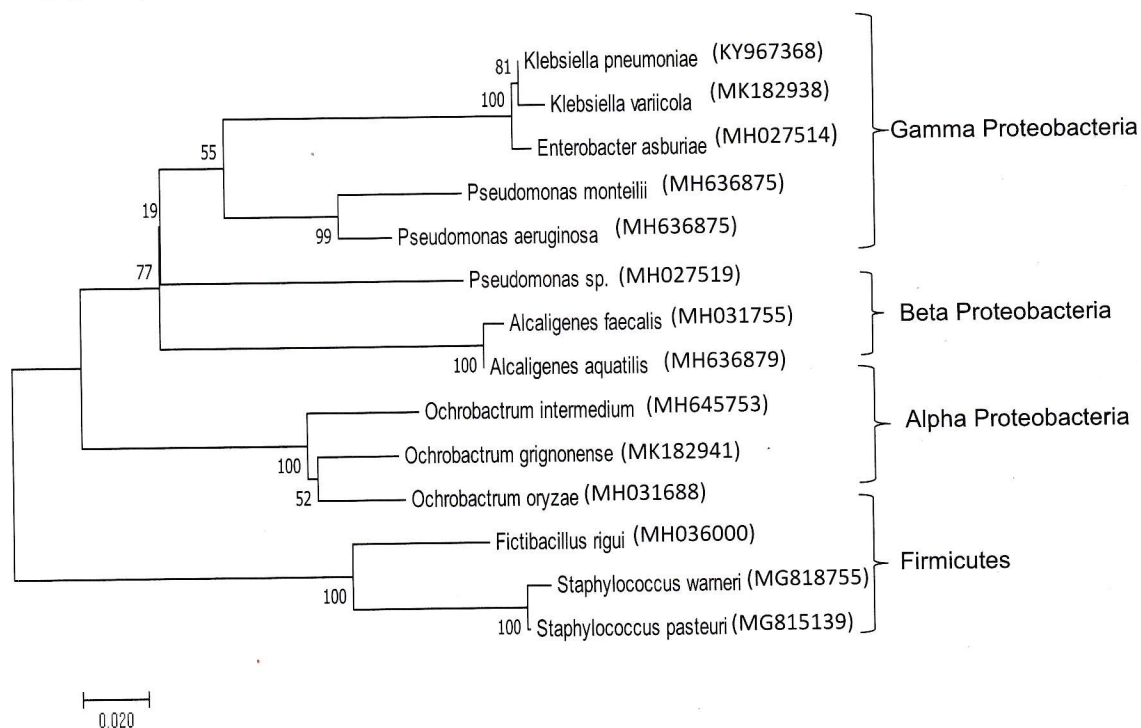 81 Klebsiella pneumoniae (KY967368)
100 Klebsiella variicola (MK182938)
Enterobacter asburiae (MH027514)
Gamma Proteobacteria
55
Pseudomonas monteilii (MH636875)
19
99 Pseudomonas aeruginosa (MH636875)
77
Pseudomonas sp. (MH027519)
Alcaligenes faecalis (MH031755)
Beta Proteobacteria
100 Alcaligenes aquatilis (MH636879)
Ochrobactrum intermedium (MH645753)
Alpha Proteobacteria
100 Ochrobactrum grignonense (MK182941)
52 Ochrobactrum oryzae (MH031688)
Fictibacillus rigui (MH036000)
Firmicutes
100 Staphylococcus warneri (MG818755)
100 Staphylococcus pasteuri (MG815139)
0.020